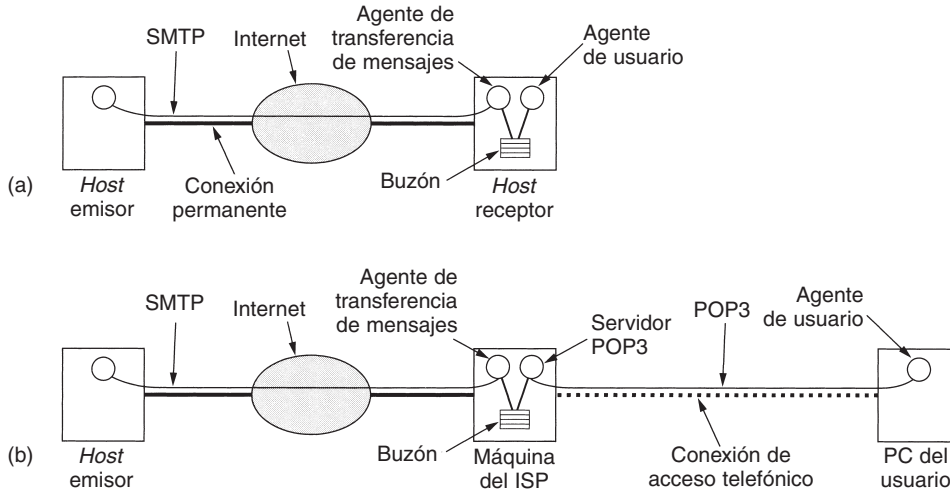 SMTP
Internet
Agente de
transferencia
de mensajes
Agente
de usuario
(a)
Host
emisor
Conexión
permanente
Buzón
Host
receptor
SMTP
Internet
Agente de
transferencia
de mensajes
Servidor
POP3
POP3
Agente
de usuario
(b)
Host
emisor
Buzón
Máquina
del ISP
Conexión de
acceso telefónico
PC del
usuario